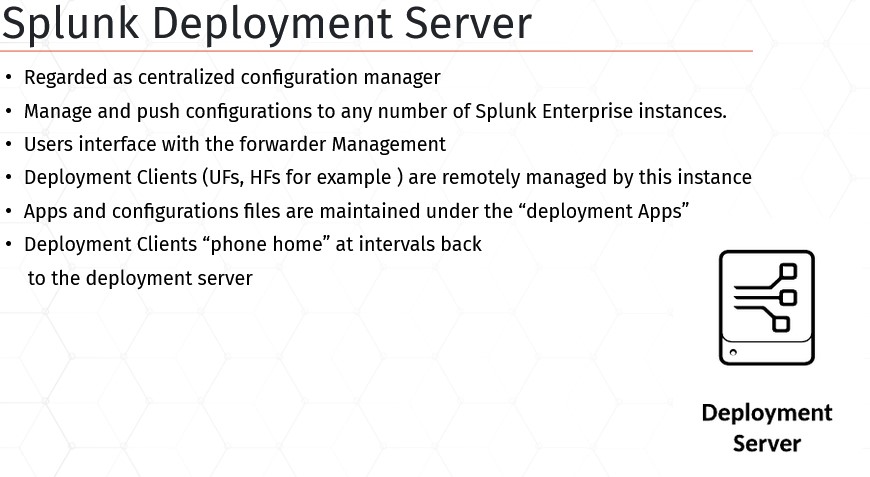 Splunk Deployment Server
• Regarded as centralized configuration manager
• Manage and push configurations to any number of Splunk Enterprise instances.
• Users interface with the forwarder Management
• Deployment Clients (UFs, HFs for example ) are remotely managed by this instance
• Apps and configurations files are maintained under the “deployment Apps”
• Deployment Clients “phone home” at intervals back
to the deployment server
Deployment
Server